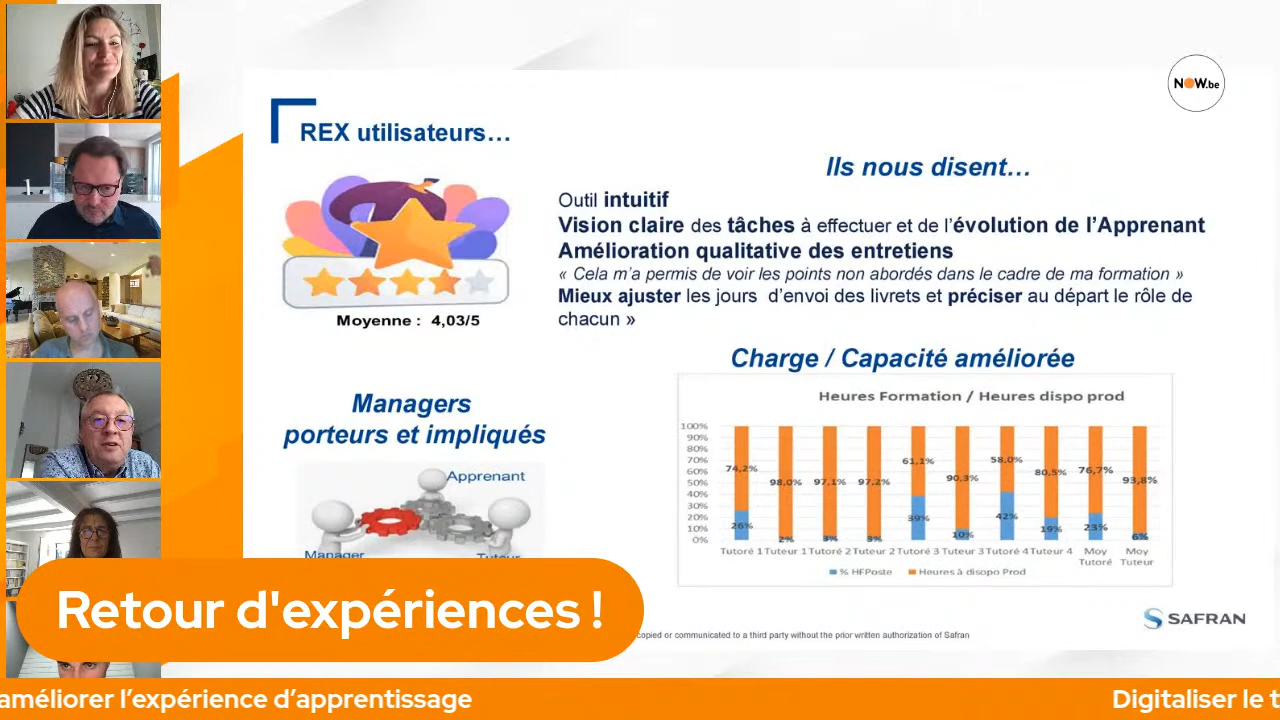 NOW.be
REX utilisateurs…
Ils nous disent…
Outil intuitif
Vision claire des tâches à effectuer et de l'évolution de l'Apprenant
Amélioration qualitative des entretiens
« Cela m'a permis de voir les points non abordés dans le cadre de ma formation »
Mieux ajuster les jours d'envoi des livrets et préciser au départ le rôle de
chacun »
Moyenne : 4,03/5
Managers
porteurs et impliqués
Apprenant
Manager
Tuteur
Charge / Capacité améliorée
Heures Formation / Heures dispo prod
100%
90%
80%
70%
60%
50%
40%
30%
20%
10%
0%
74,2% 98,0% 97,1% 97,2% 61,1% 90,3% 58,0% 80,5% 76,7% 93,8%
26% 2% 3% 3% 39% 10% 42% 19% 23% 6%
Tutoré 1 Tuteur 1 Tutoré 2 Tuteur 2 Tutoré 3 Tuteur 3 Tutoré 4 Tuteur 4 Moy Tutoré Moy Tuteur
% HFPoste Heures à disopo Prod
SAFRAN
copied or communicated to a third party without the prior written authorization of Safran
Retour d'expériences !
améliorer l'expérience d'apprentissage
Digitaliser le t